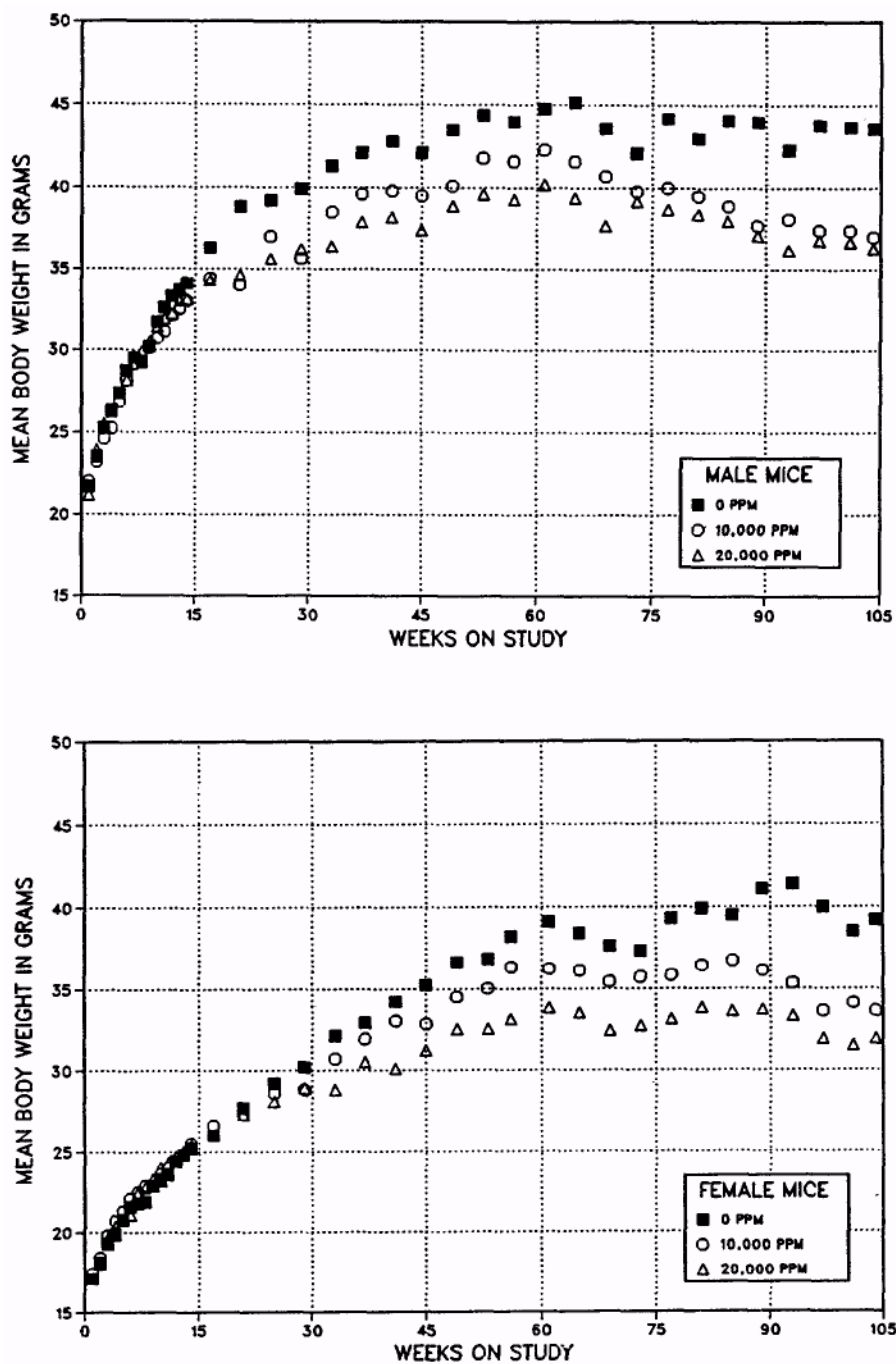 50
45
40
35
30
25
20
15
MEAN BODY WEIGHT IN GRAMS
MALE MICE
0 PPM
10,000 PPM
20,000 PPM
0 15 30 45 60 75 90 105
WEEKS ON STUDY
50
45
40
35
30
25
20
15
MEAN BODY WEIGHT IN GRAMS
FEMALE MICE
0 PPM
10,000 PPM
20,000 PPM
0 15 30 45 60 75 90 105
WEEKS ON STUDY